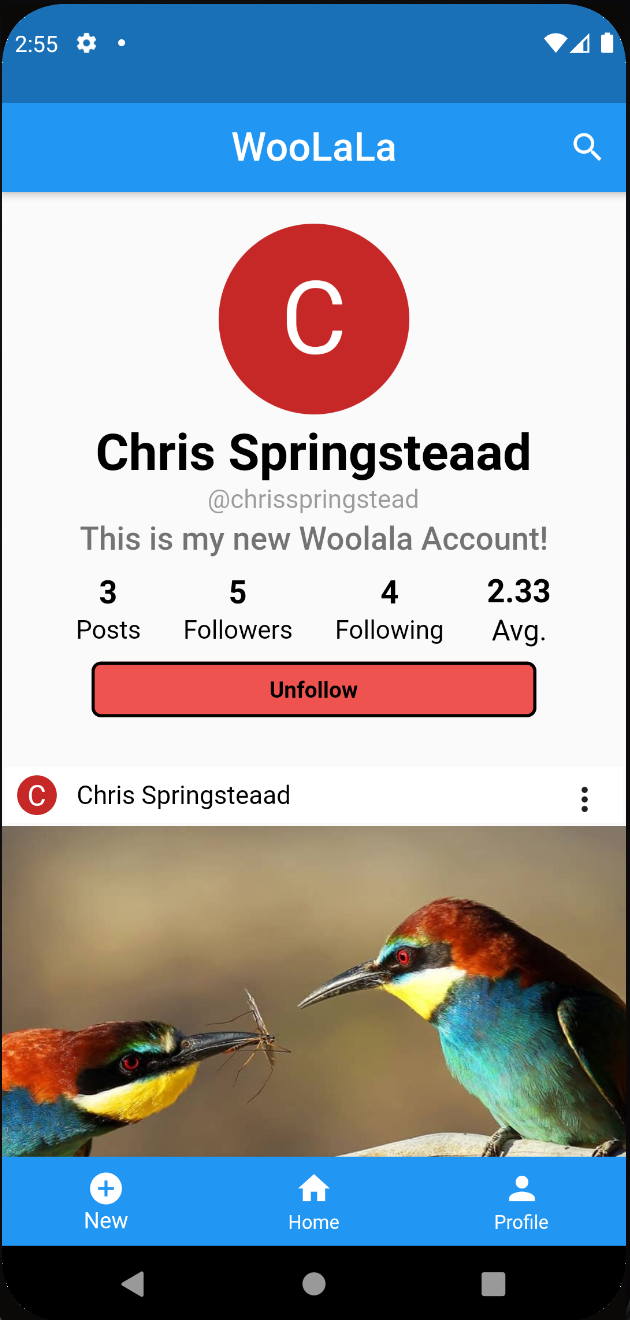 2:55
WooLaLa
C
Chris Springsteaad
@chrisspringstead
This is my new Woolala Account!
3 5 4 2.33
Posts Followers Following Avg.
Unfollow
C Chris Springsteaad
New Home Profile